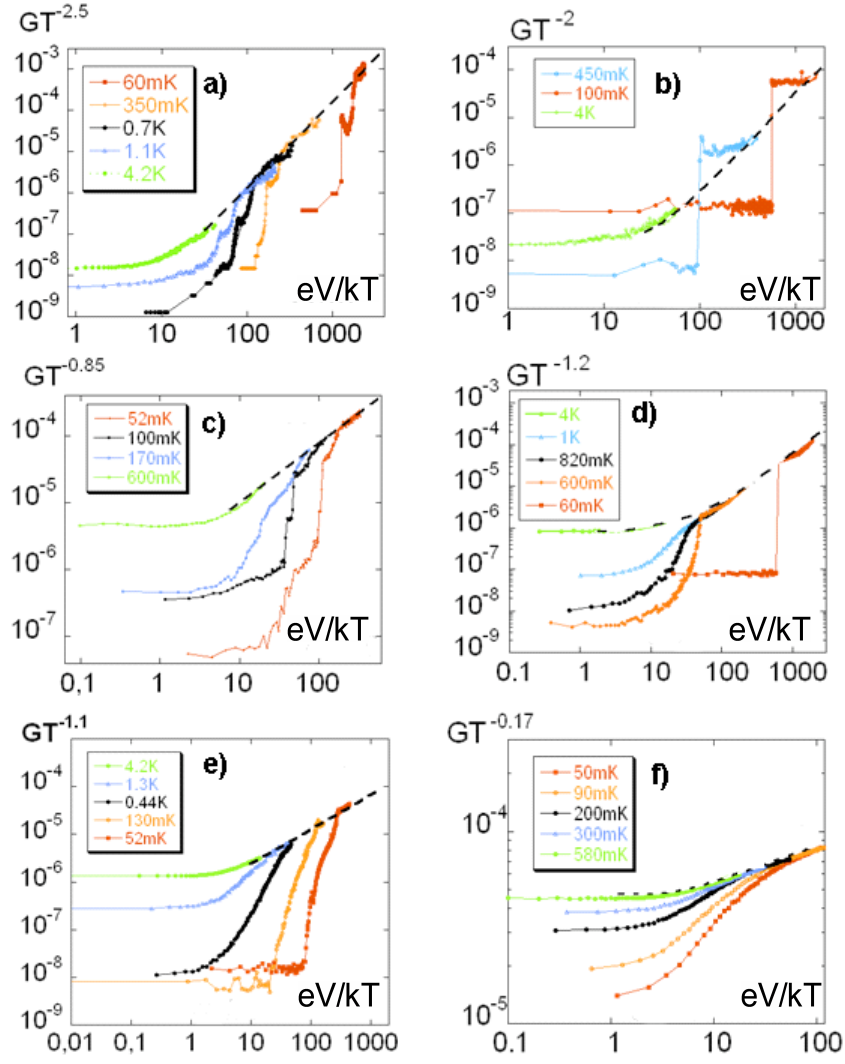 GT-2.5
10-3
10-4
10-5
10-6
10-7
10-8
10-9
60mK
350mK
0.7K
1.1K
4.2K
a)
eV/kT
1 10 100 1000
GT -2
10-4
10-5
10-6
10-7
10-8
10-9
450mK
100mK
4K
b)
eV/kT
1 10 100 1000
GT-0.85
10-4
10-5
10-6
10-7
52mK
100mK
170mK
600mK
c)
eV/kT
0,1 1 10 100
GT -1.2
10-3
10-4
10-5
10-6
10-7
10-8
10-9
4K
1K
820mK
600mK
60mK
d)
eV/kT
0.1 1 10 100 1000
GT-1.1
10-4
10-5
10-6
10-7
10-8
10-9
4.2K
1.3K
0.44K
130mK
52mK
e)
eV/kT
0,01 0,1 1 10 100 1000
GT -0.17
10-4
10-5
50mK
90mK
200mK
300mK
580mK
f)
eV/kT
0.1 1 10 100